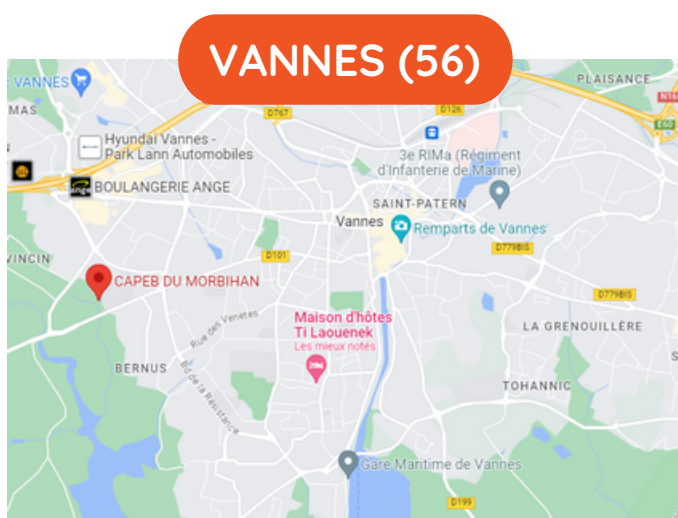 VANNES (56)
VANNES
PLAISANCE
MAS
D767
D126
N16
E60
Hyundai Vannes -
Park Lann Automobiles
3e RIMa (Régiment
d'Infanterie de Marine)
BOULANGERIE ANGE
ange
SAINT-PATERN
Vannes
Remparts de Vannes
D779BIS
VINCIN
D101
CAPEB DU MORBIHAN
D779BIS
Maison d'hôtes
Ti Laouenek
Les mieux notés
Rue des Venetes
LA GRENOUILLÈRE
S
BERNUS
Bd de la Résistance
TOHANNIC
Gare Maritime de Vannes
D199